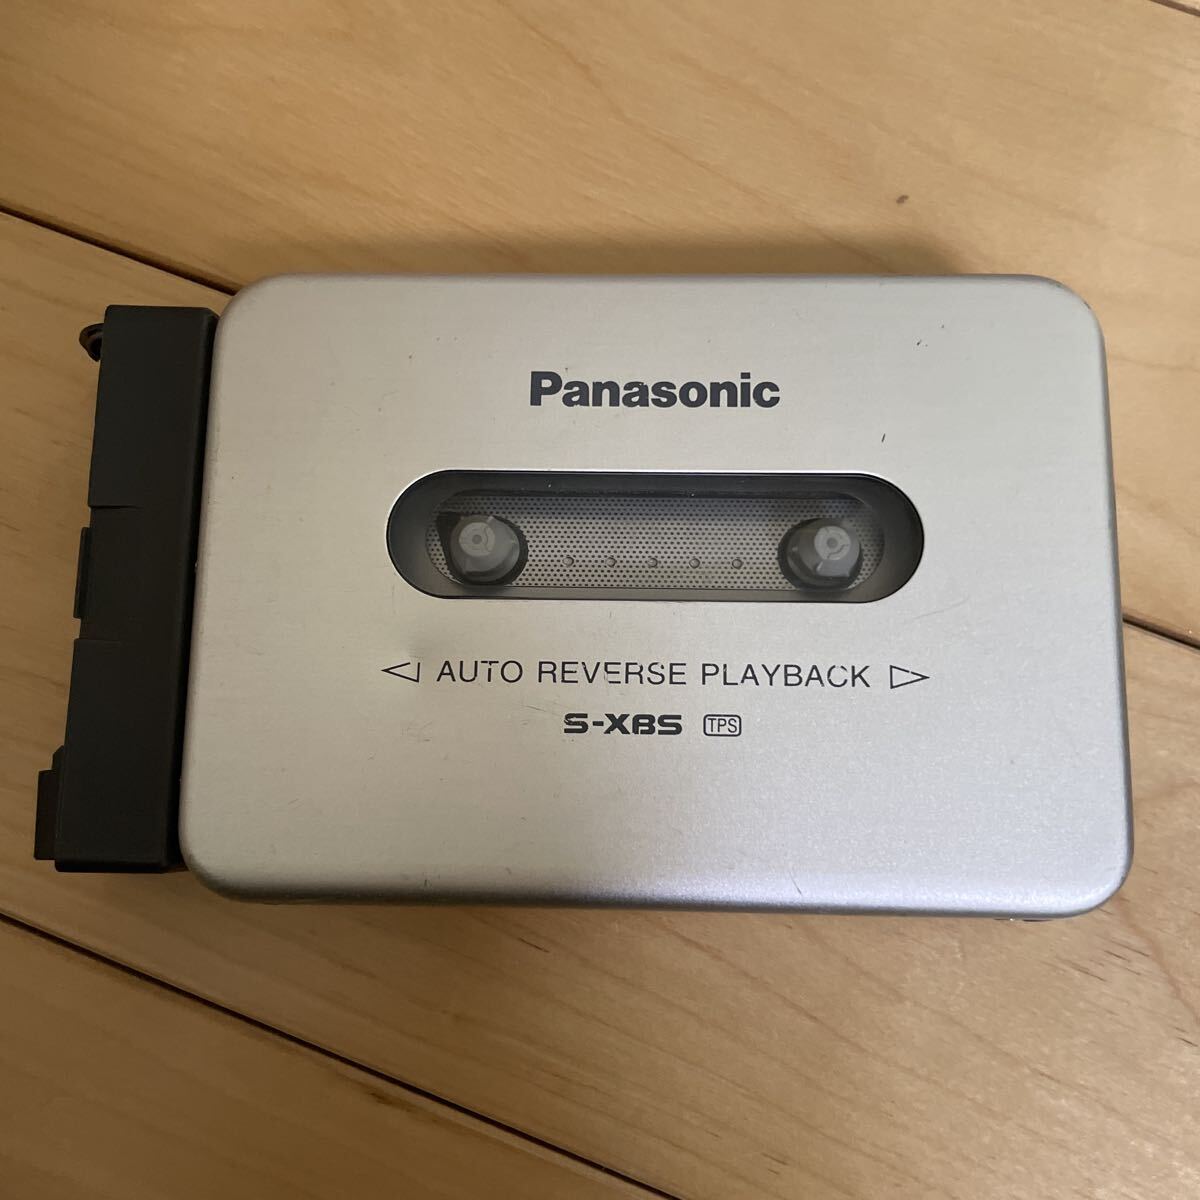 Panasonic
◁ AUTO REVERSE PLAYBACK ▷
S-XBS TPS